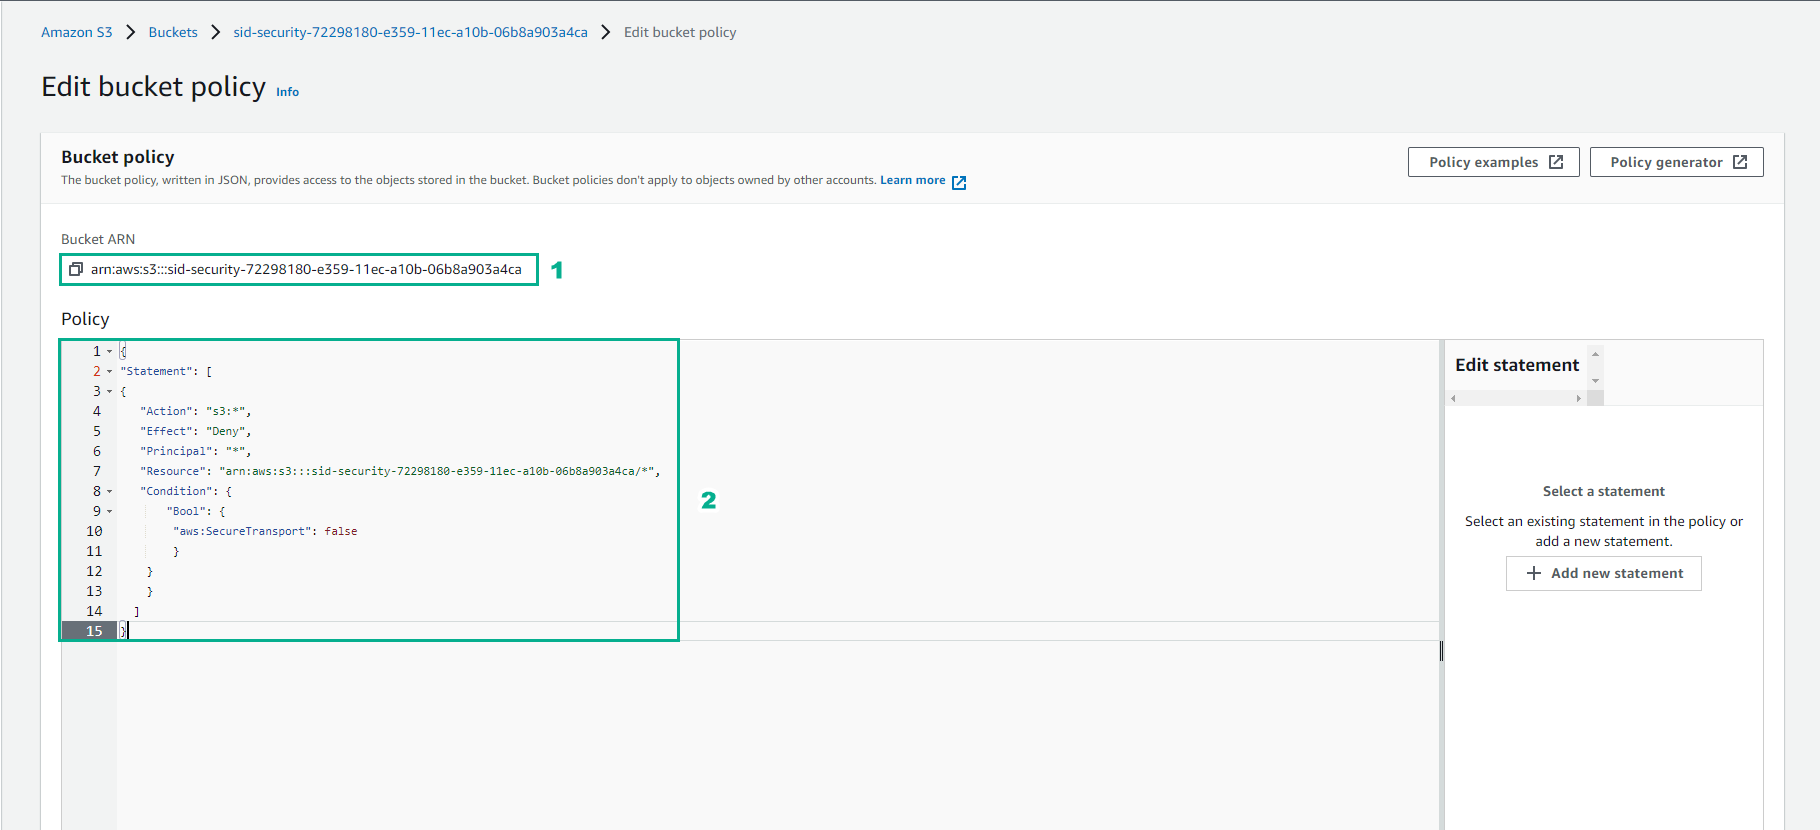 Amazon S3 > Buckets > sid-security-72298180-e359-11ec-a10b-06b8a903a4ca > Edit bucket policy
Edit bucket policy Info
Bucket policy
The bucket policy, written in JSON, provides access to the objects stored in the bucket. Bucket policies don't apply to objects owned by other accounts. Learn more
Policy examples
Policy generator
Bucket ARN
arn:aws:s3:::sid-security-72298180-e359-11ec-a10b-06b8a903a4ca 1
Policy
1 {
2 "Statement": [
3 {
4 "Action": "s3:*",
5 "Effect": "Deny",
6 "Principal": "*",
7 "Resource": "arn:aws:s3:::sid-security-72298180-e359-11ec-a10b-06b8a903a4ca/*",
8 "Condition": {
9 "Bool": {
10 "aws:SecureTransport": false
11 }
12 }
13 }
14 ]
15 }
2
Edit statement
Select a statement
Select an existing statement in the policy or
add a new statement.
+ Add new statement